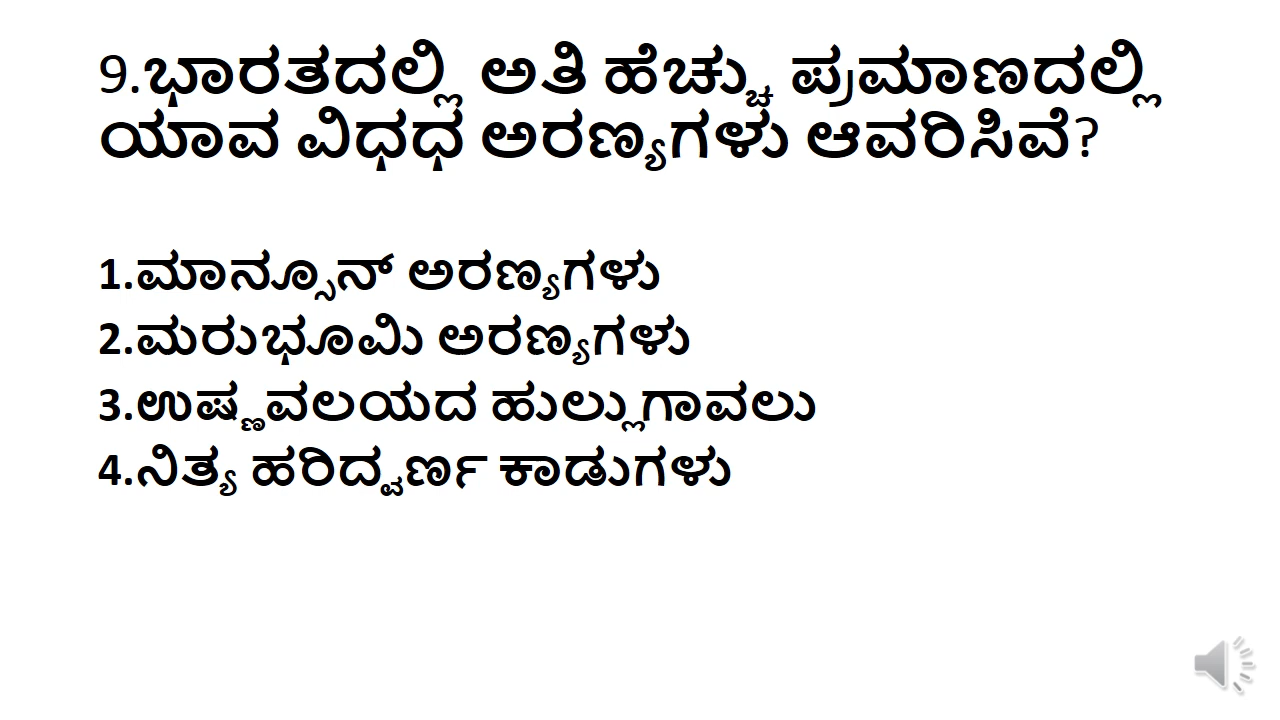 9.ಭಾರತದಲ್ಲಿ ಅತಿ ಹೆಚ್ಚು ಪ್ರಮಾಣದಲ್ಲಿ
ಯಾವ ವಿಧಧ ಅರಣ್ಯಗಳು ಆವರಿಸಿವೆ?
1.ಮಾನ್ಸೂನ್ ಅರಣ್ಯಗಳು
2.ಮರುಭೂಮಿ ಅರಣ್ಯಗಳು
3.ಉಷ್ಣವಲಯದ ಹುಲ್ಲುಗಾವಲು
4.ನಿತ್ಯ ಹರಿದ್ವರ್ಣ ಕಾಡುಗಳು